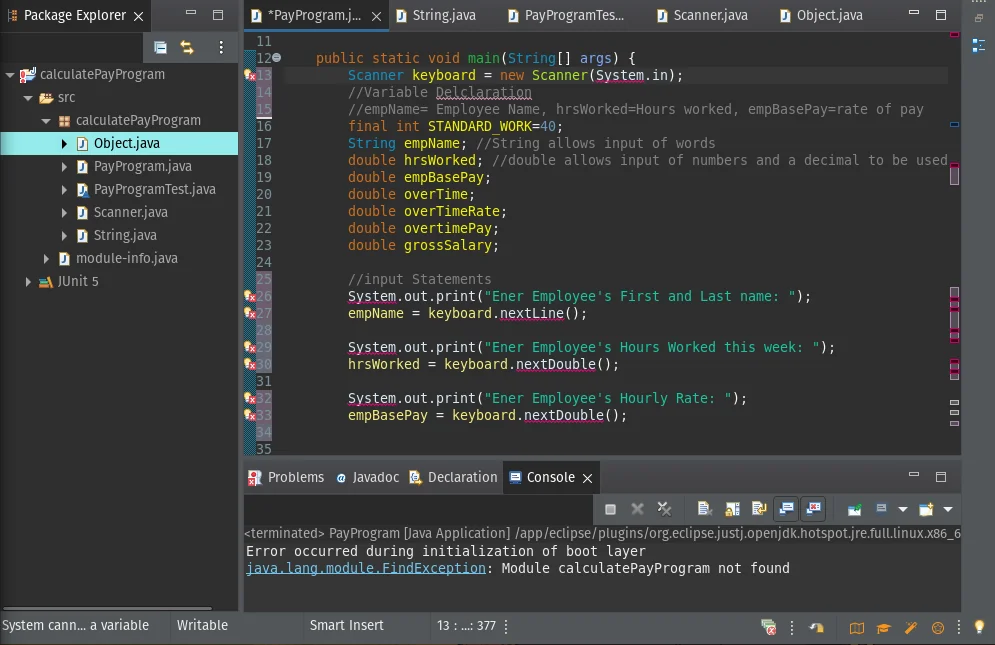 Package Explorer
*PayProgram.j...
String.java
PayProgramTes...
Scanner.java
Object.java
calculatePayProgram
src
calculatePayProgram
Object.java
PayProgram.java
PayProgramTest.java
Scanner.java
String.java
module-info.java
JUnit 5
11
12 public static void main(String[] args) {
13 Scanner keyboard = new Scanner(System.in);
14 //Variable Delclaration
15 //empName= Employee Name, hrsWorked=Hours worked, empBasePay=rate of pay
16 final int STANDARD_WORK=40;
17 String empName; //String allows input of words
18 double hrsWorked; //double allows input of numbers and a decimal to be used
19 double empBasePay;
20 double overTime;
21 double overTimeRate;
22 double overtimePay;
23 double grossSalary;
24
25 //input Statements
26 System.out.print("Ener Employee's First and Last name: ");
27 empName = keyboard.nextLine();
28
29 System.out.print("Ener Employee's Hours Worked this week: ");
30 hrsWorked = keyboard.nextDouble();
31
32 System.out.print("Ener Employee's Hourly Rate: ");
33 empBasePay = keyboard.nextDouble();
34
35
Problems
Javadoc
Declaration
Console
<terminated> PayProgram [Java Application] /app/eclipse/plugins/org.eclipse.justj.openjdk.hotspot.jre.full.linux.x86_6
Error occurred during initialization of boot layer
java.lang.module.FindException: Module calculatePayProgram not found
System cann... a variable
Writable
Smart Insert
13 : ...: 377